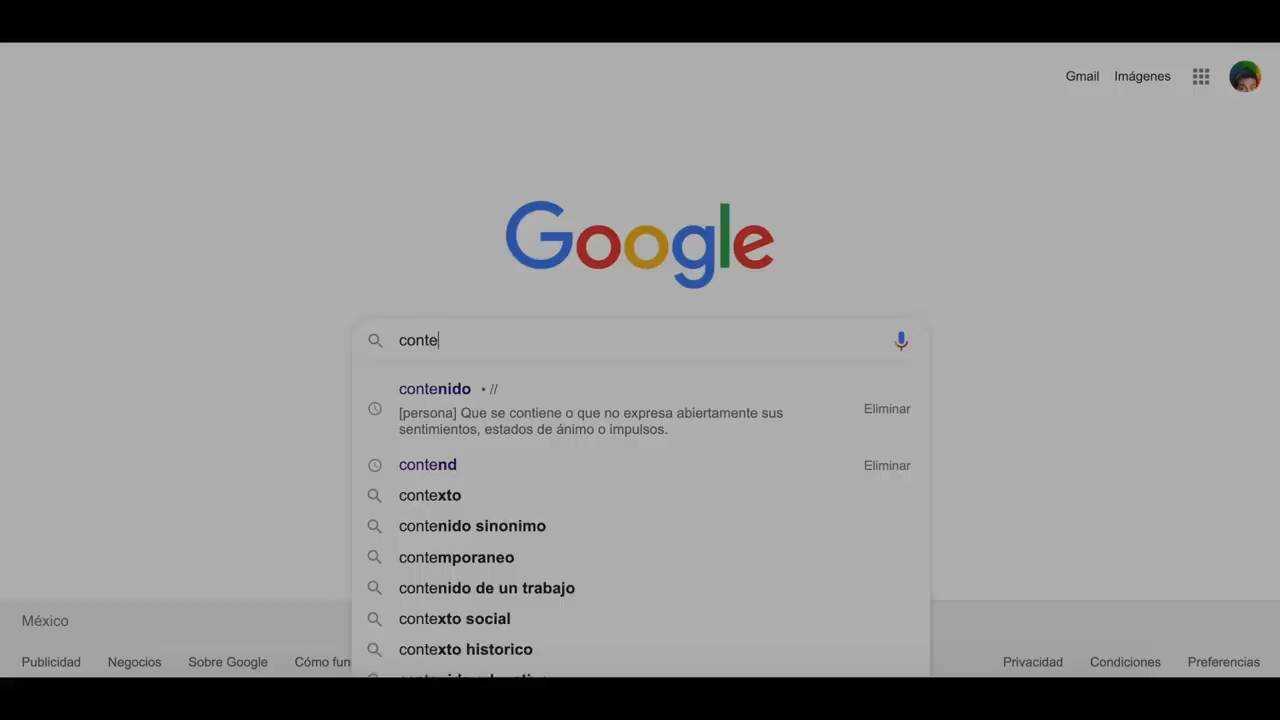 Gmail Imágenes
Google
conte
contenido • //
[persona] Que se contiene o que no expresa abiertamente sus
sentimientos, estados de ánimo o impulsos.
Eliminar
contend
Eliminar
contexto
contenido sinonimo
contemporaneo
contenido de un trabajo
contexto social
contexto historico
México
Publicidad Negocios Sobre Google Cómo fun
Privacidad Condiciones Preferencias